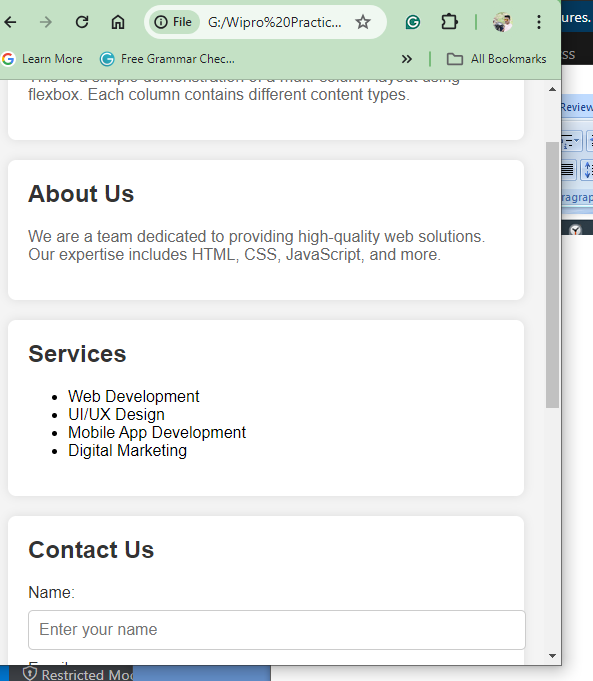 ures.
File
G:/Wipro%20Practic...
Learn More
Free Grammar Chec...
»
All Bookmarks
ss
This is a simple demonstration of a multi-column layout using
flexbox. Each column contains different content types.
Review
ragrap
About Us
We are a team dedicated to providing high-quality web solutions.
Our expertise includes HTML, CSS, JavaScript, and more.
Services
• Web Development
• UI/UX Design
• Mobile App Development
• Digital Marketing
Contact Us
Name:
Enter your name
Restricted Mod